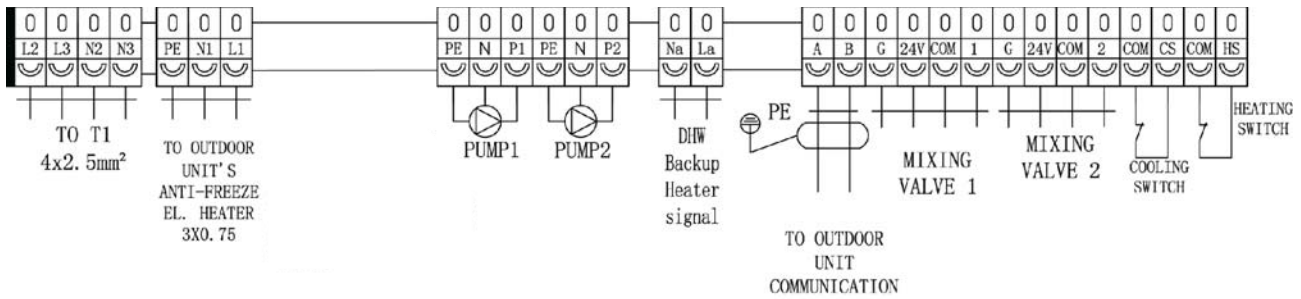 0 0 0 0 0 0 0 0 0 0 0 0 0 0 0 0 0 0 0 0 0 0 0 0 0 0 0 0 0
L2 L3 N2 N3 PE N1 L1 PE N P1 PE N P2 Na La A B G 24V COM 1 G 24V COM 2 COM CS COM HS
TO T1
4x2.5mm²
TO OUTDOOR
UNIT'S
ANTI-FREEZE
EL. HEATER
3X0.75
PUMP1
PUMP2
DHW
Backup
Heater
signal
PE
TO OUTDOOR
UNIT
COMMUNICATION
MIXING
VALVE 1
MIXING
VALVE 2
COOLING
SWITCH
HEATING
SWITCH